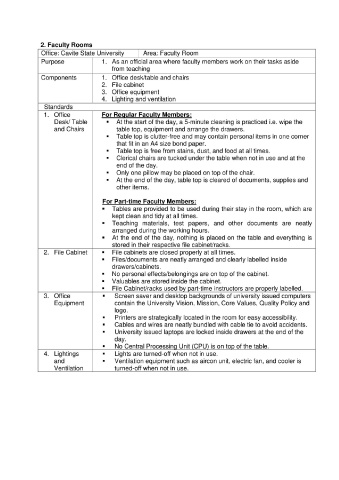 2. Faculty Rooms
Office: Cavite State University Area: Faculty Room
Purpose 1. As an official area where faculty members work on their tasks aside
from teaching
Components 1. Office desk/table and chairs
2. File cabinet
3. Office equipment
4. Lighting and ventilation
Standards
1. Office
Desk/ Table
and Chairs
For Regular Faculty Members:
• At the start of the day, a 5-minute cleaning is practiced i.e. wipe the
table top, equipment and arrange the drawers.
• Table top is clutter-free and may contain personal items in one corner
that fit in an A4 size bond paper.
• Table top is free from stains, dust, and food at all times.
• Clerical chairs are tucked under the table when not in use and at the
end of the day.
• Only one pillow may be placed on top of the chair.
• At the end of the day, table top is cleared of documents, supplies and
other items.
For Part-time Faculty Members:
• Tables are provided to be used during their stay in the room, which are
kept clean and tidy at all times.
• Teaching materials, test papers, and other documents are neatly
arranged during the working hours.
• At the end of the day, nothing is placed on the table and everything is
stored in their respective file cabinet/racks.
2. File Cabinet
• File cabinets are closed properly at all times.
• Files/documents are neatly arranged and clearly labelled inside
drawers/cabinets.
• No personal effects/belongings are on top of the cabinet.
• Valuables are stored inside the cabinet.
• File Cabinet/racks used by part-time instructors are properly labelled.
3. Office
Equipment
• Screen saver and desktop backgrounds of university issued computers
contain the University Vision, Mission, Core Values, Quality Policy and
logo.
• Printers are strategically located in the room for easy accessibility.
• Cables and wires are neatly bundled with cable tie to avoid accidents.
• University issued laptops are locked inside drawers at the end of the
day.
• No Central Processing Unit (CPU) is on top of the table.
4. Lightings
and
Ventilation
• Lights are turned-off when not in use.
• Ventilation equipment such as aircon unit, electric fan, and cooler is
turned-off when not in use.